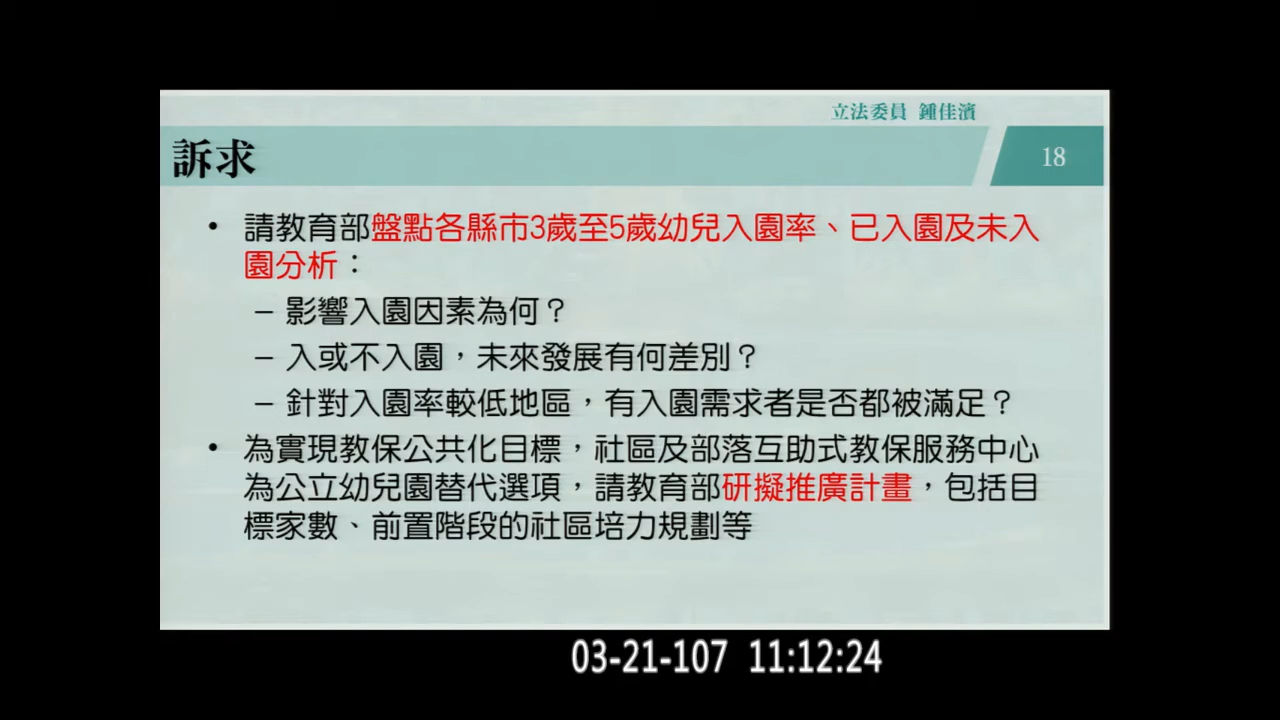 立法委員 鍾佳濱
訴求
18
• 請教育部盤點各縣市3歲至5歲幼兒入園率、已入園及未入
園分析：
– 影響入園因素為何？
– 入或不入園，未來發展有何差別？
– 針對入園率較低地區，有入園需求者是否都被滿足？
• 為實現教保公共化目標，社區及部落互助式教保服務中心
為公立幼兒園替代選項，請教育部研擬推廣計畫，包括目
標家數、前置階段的社區培力規劃等
03-21-107 11:12:24